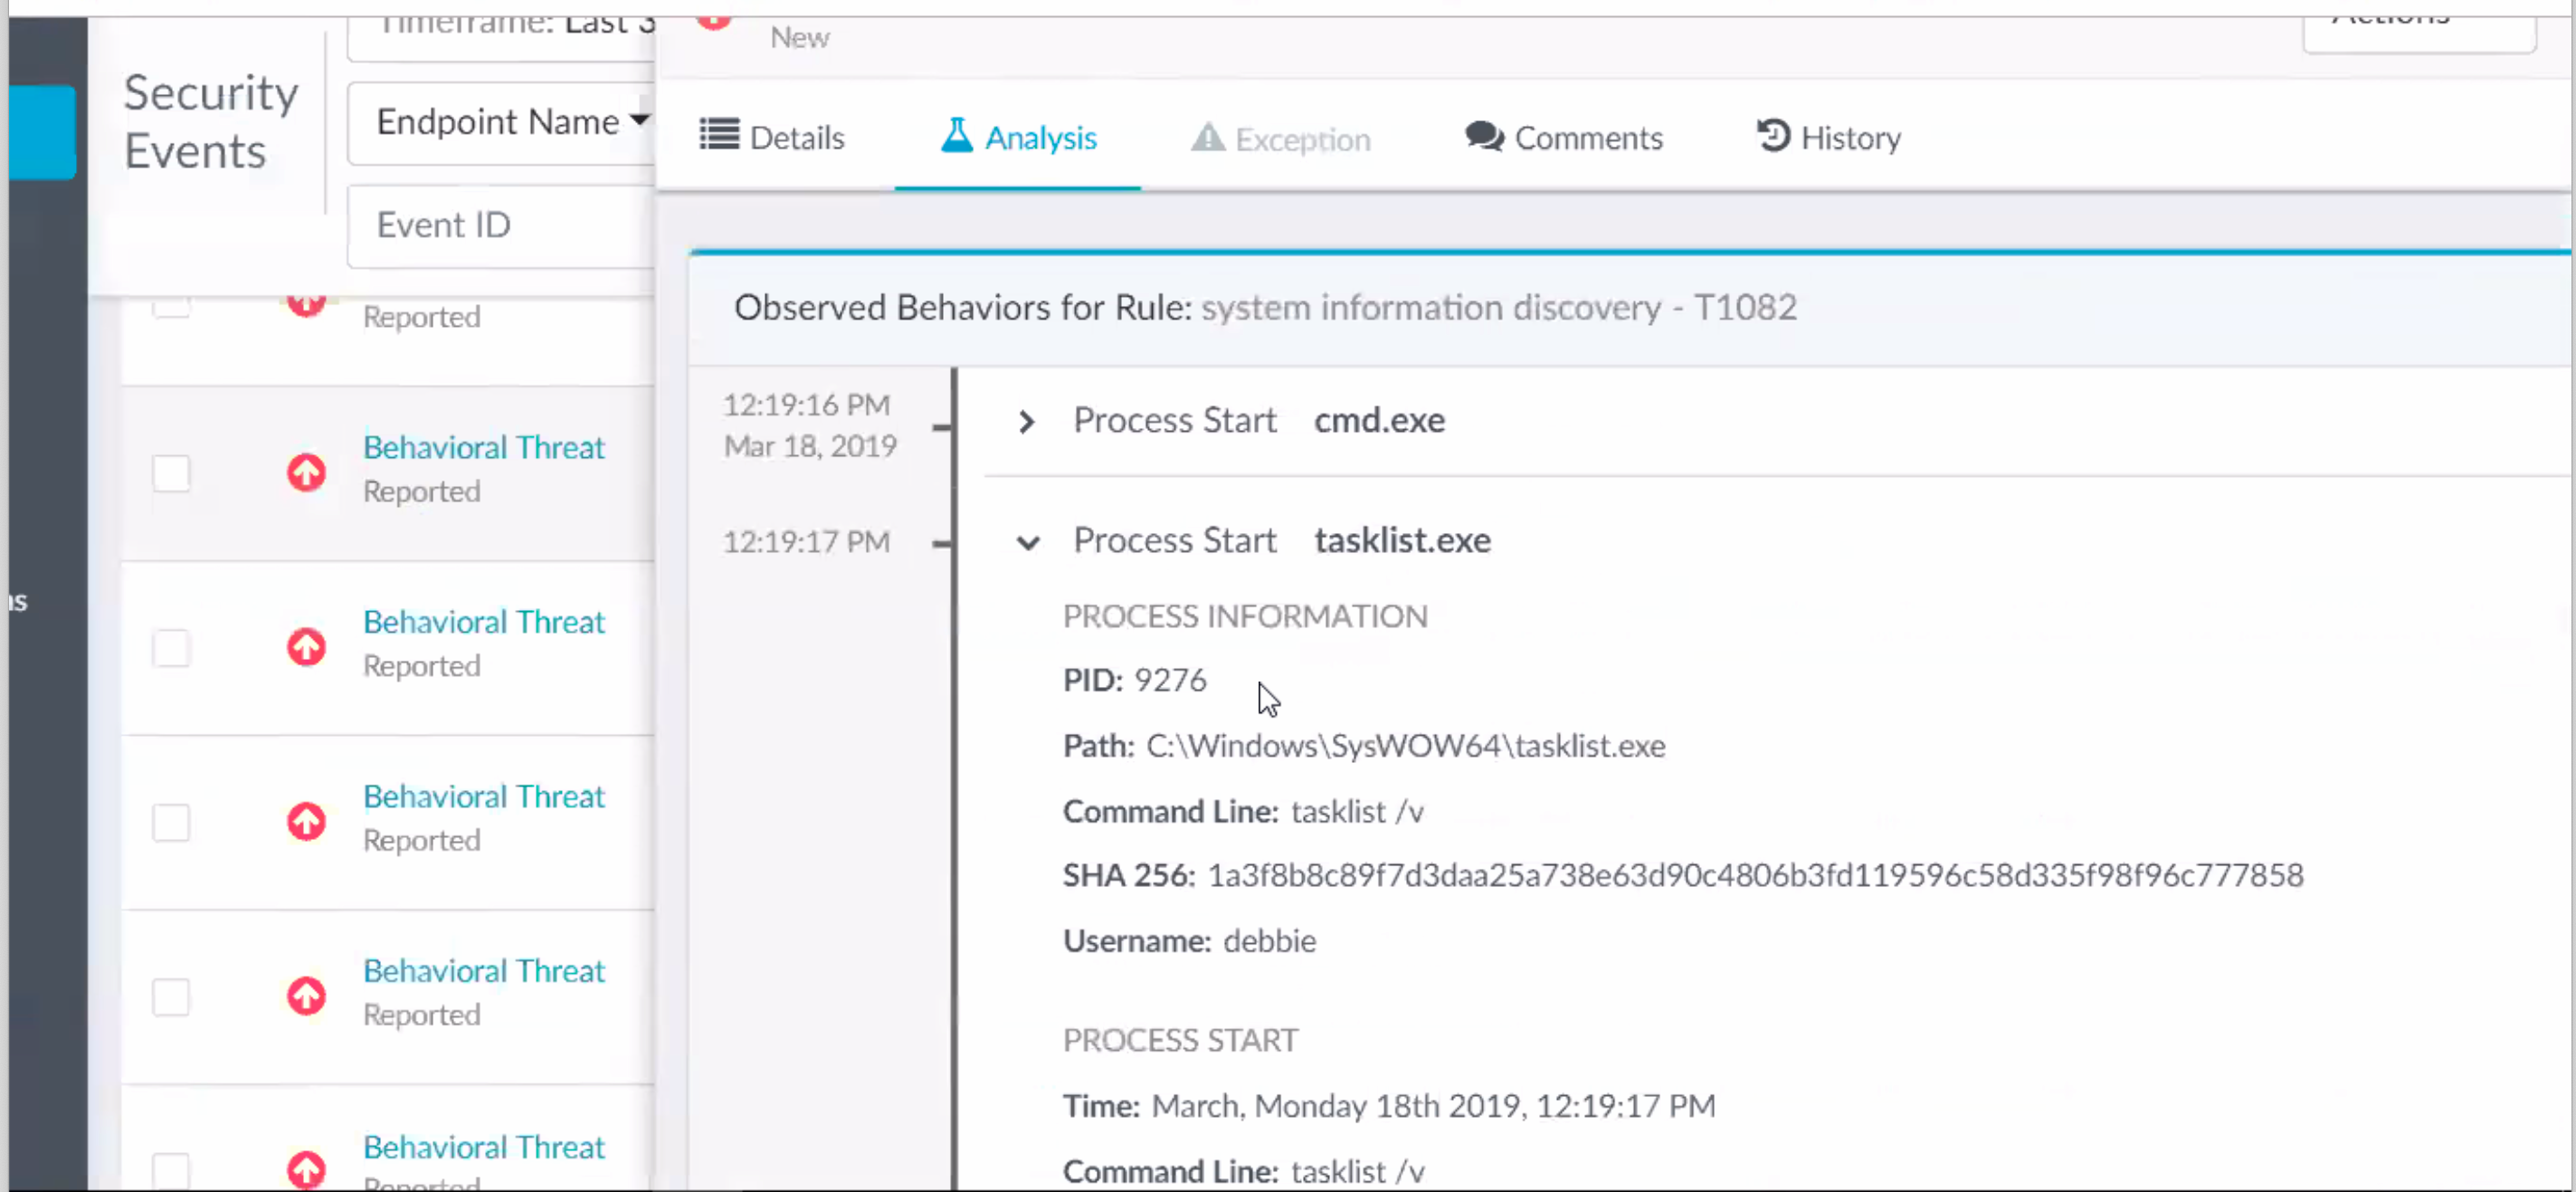 Timeframe: Last 3
Security
Events
Endpoint Name
Event ID
Reported
Behavioral Threat
Reported
Behavioral Threat
Reported
Behavioral Threat
Reported
Behavioral Threat
Reported
Behavioral Threat
Reported
ns
New
Actions
Details Analysis Exception Comments History
Observed Behaviors for Rule: system information discovery - T1082
12:19:16 PM
Mar 18, 2019
Process Start cmd.exe
12:19:17 PM
Process Start tasklist.exe
PROCESS INFORMATION
PID: 9276
Path: C:\Windows\SysWOW64\tasklist.exe
Command Line: tasklist /v
SHA 256: 1a3f8b8c89f7d3daa25a738e63d90c4806b3fd119596c58d335f98f96c777858
Username: debbie
PROCESS START
Time: March, Monday 18th 2019, 12:19:17 PM
Command Line: tasklist /v